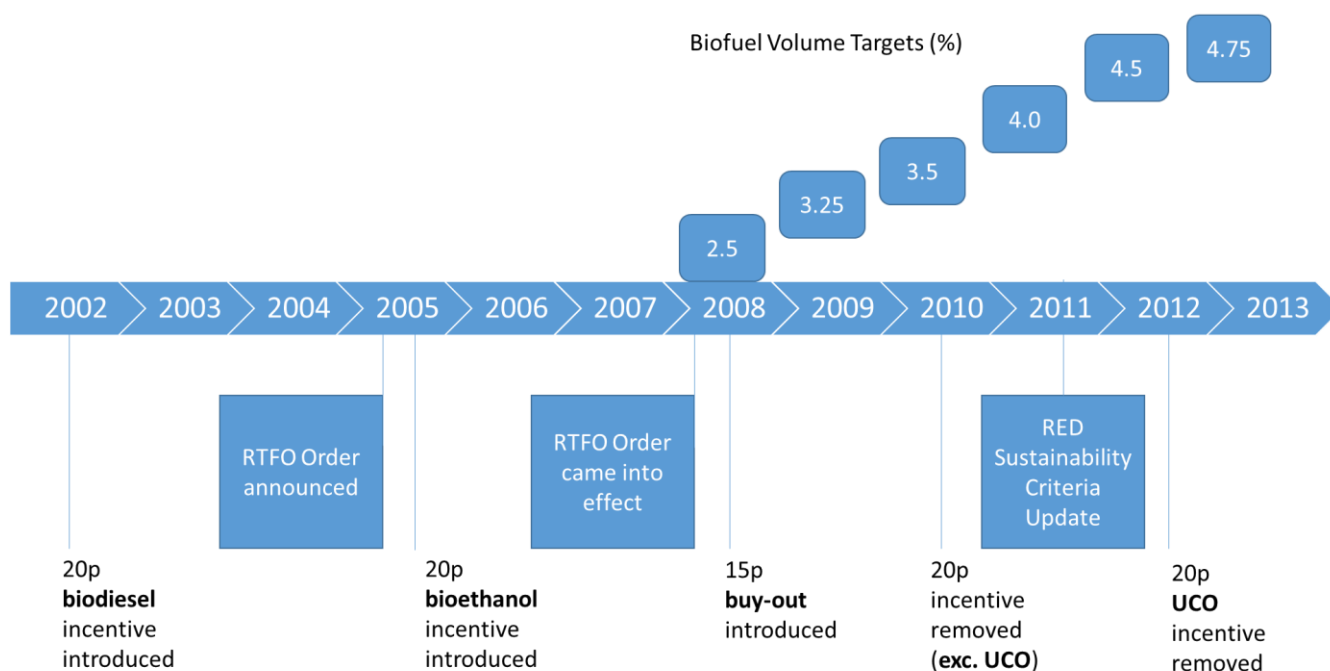 Biofuel Volume Targets (%)
4.75
4.5
4.0
3.5
3.25
2.5
2002 2003 2004 2005 2006 2007 2008 2009 2010 2011 2012 2013
RTFO Order
announced
RTFO Order
came into
effect
RED
Sustainability
Criteria
Update
20p
biodiesel
incentive
introduced
20p
bioethanol
incentive
introduced
15p
buy-out
introduced
20p
incentive
removed
(exc. UCO)
20p
UCO
incentive
removed